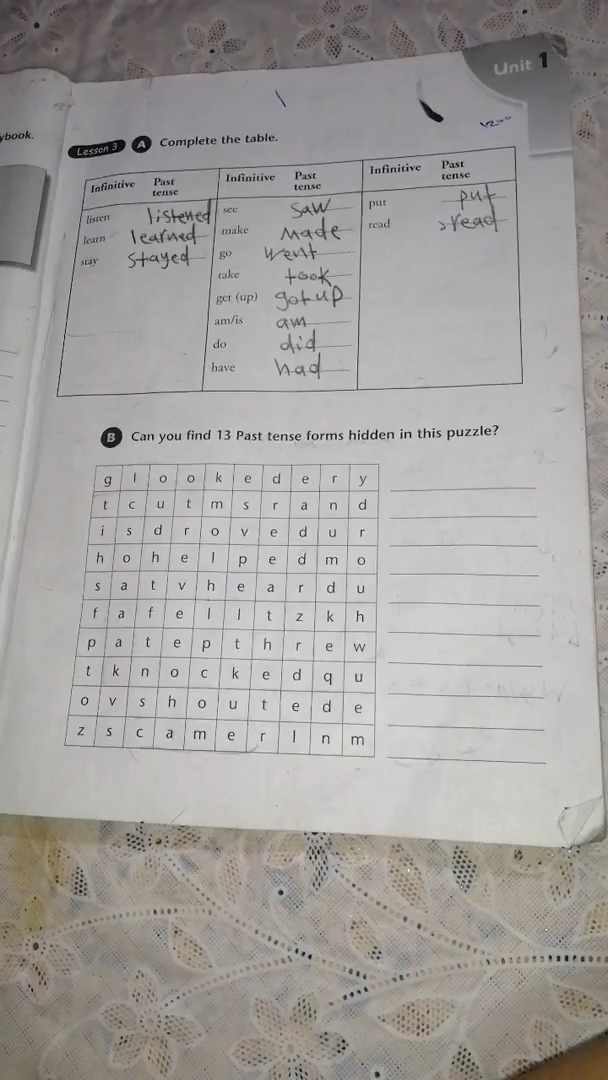 Unit 1
ybook.
Lesson 3 A Complete the table.
Infinitive Past tense Infinitive Past tense Infinitive Past tense
listen listened see saw put put
learn learned make made read read
stay stayed go went
take took
get (up) got up
am/is am
do did
have had
B Can you find 13 Past tense forms hidden in this puzzle?
g l o o k e d e r y
t c u t m s r a n d
i s d r o v e d u r
h o h e l p e d m o
s a t v h e a r d u
f a f e l l t z k h
p a t e p t h r e w
t k n o c k e d q u
o v s h o u t e d e
z s c a m e r l n m